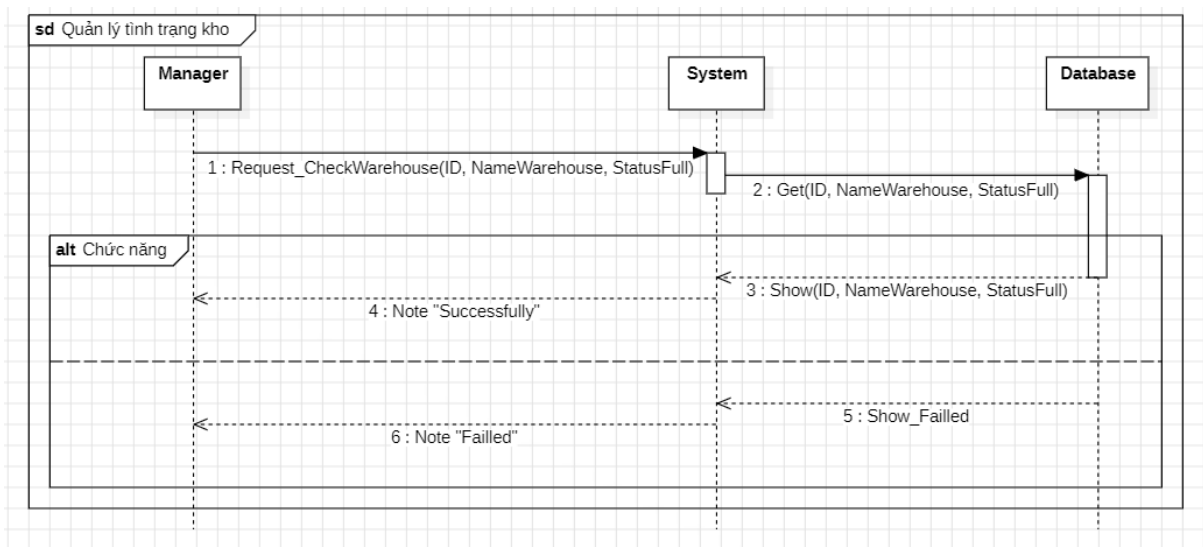 sd Quản lý tình trạng kho
Manager
System
Database
1 : Request_CheckWarehouse(ID, NameWarehouse, StatusFull)
2 : Get(ID, NameWarehouse, StatusFull)
alt Chức năng
3 : Show(ID, NameWarehouse, StatusFull)
4 : Note "Successfully"
5 : Show_Failled
6 : Note "Failled"